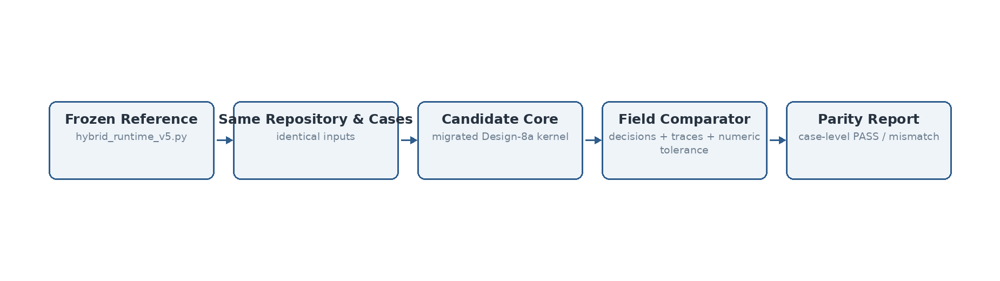 Frozen Reference
hybrid_runtime_v5.py
Same Repository & Cases
identical inputs
Candidate Core
migrated Design-8a kernel
Field Comparator
decisions + traces + numeric
tolerance
Parity Report
case-level PASS / mismatch